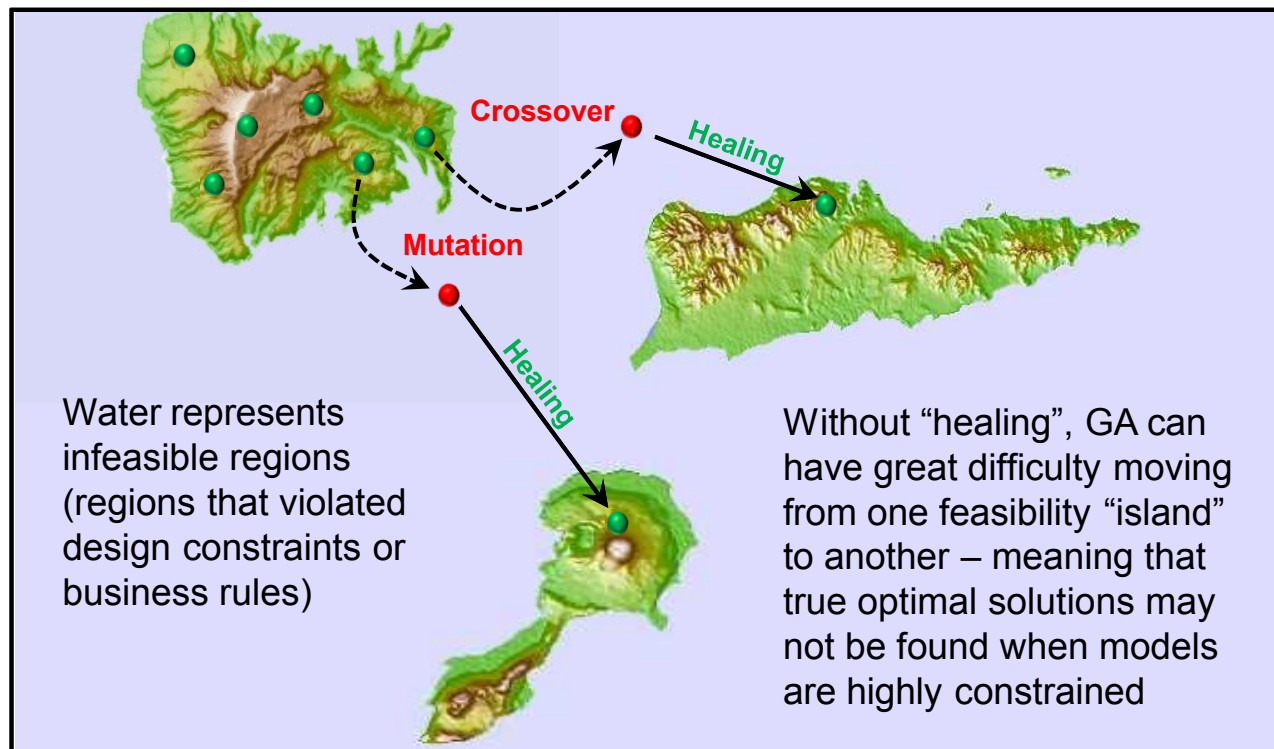 Crossover
Healing
Mutation
Healing
Water represents
infeasible regions
(regions that violated
design constraints or
business rules)
Without “healing”, GA can
have great difficulty moving
from one feasibility “island”
to another – meaning that
true optimal solutions may
not be found when models
are highly constrained